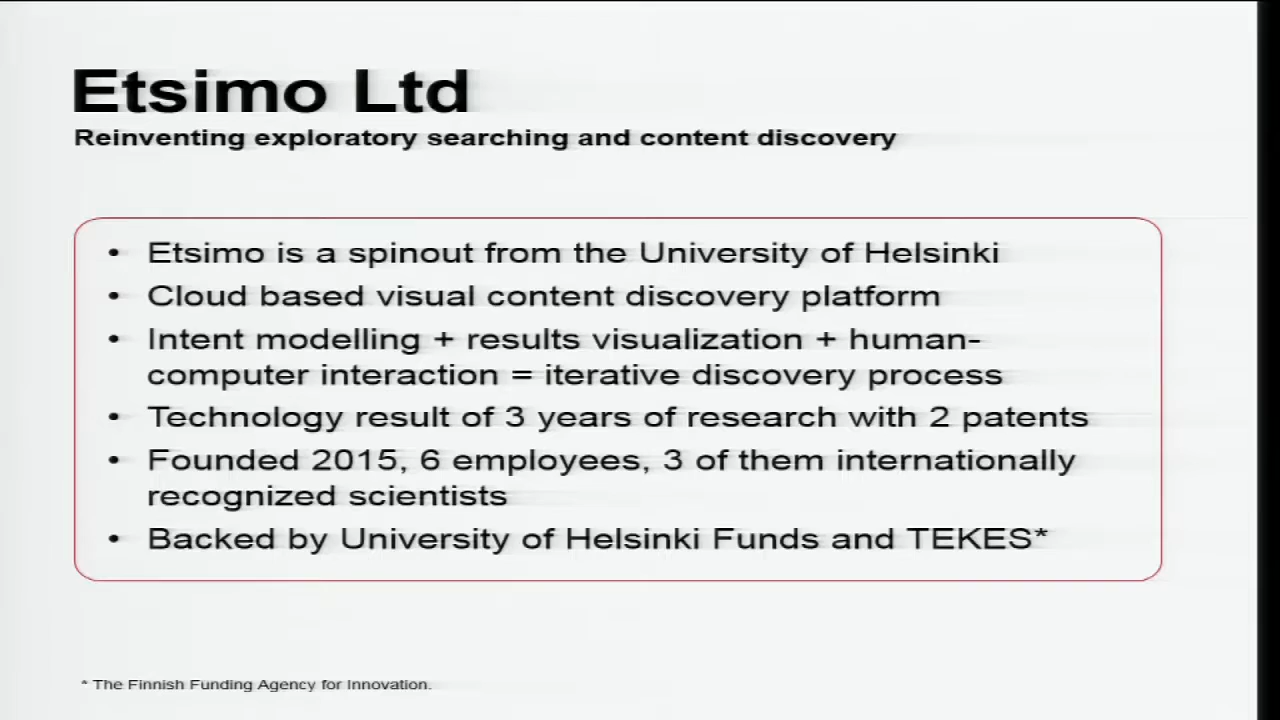 Etsimo Ltd
Reinventing exploratory searching and content discovery
• Etsimo is a spinout from the University of Helsinki
• Cloud based visual content discovery platform
• Intent modelling + results visualization + human-
computer interaction = iterative discovery process
• Technology result of 3 years of research with 2 patents
• Founded 2015, 6 employees, 3 of them internationally
recognized scientists
• Backed by University of Helsinki Funds and TEKES*
* The Finnish Funding Agency for Innovation.